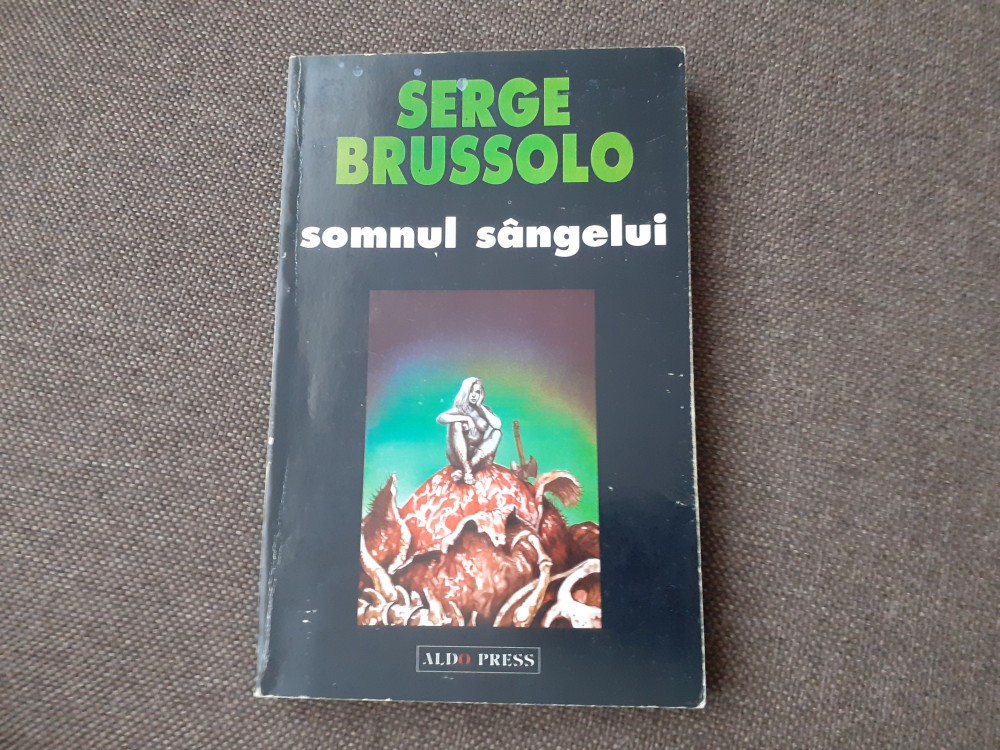 SERGE
BRUSSOLO
somnul sângelui
ALDO PRESS